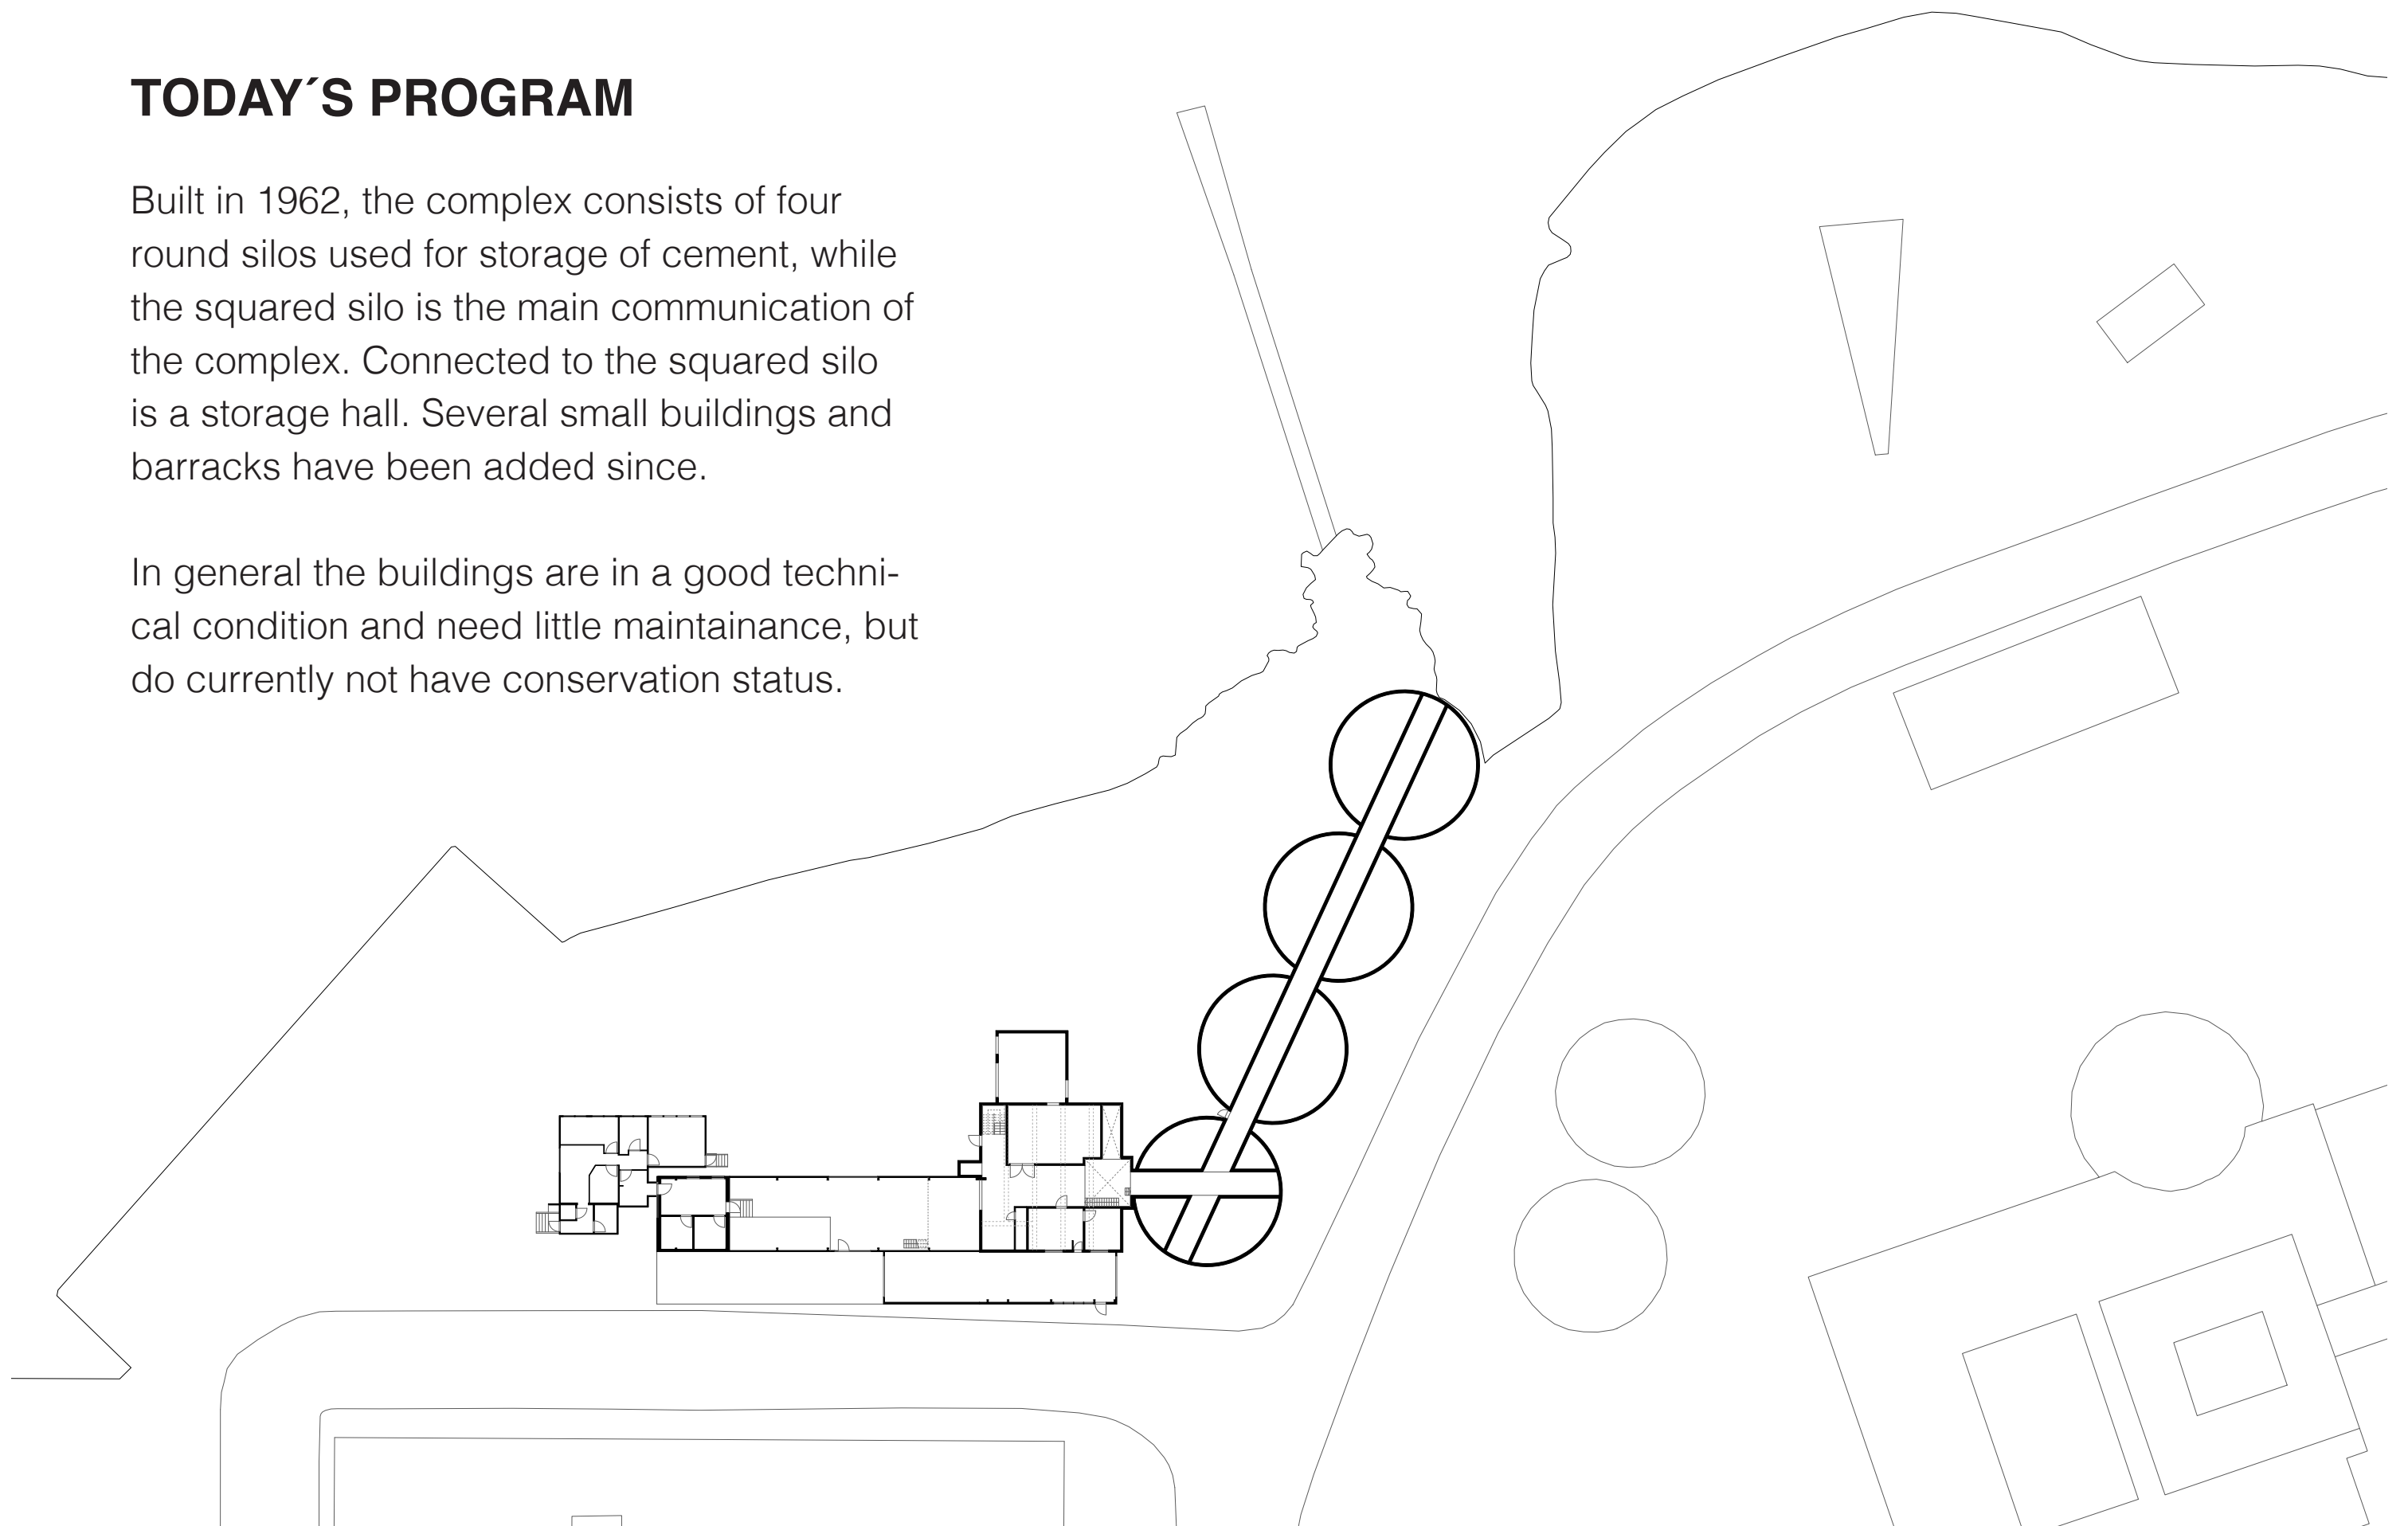 TODAY´S PROGRAM
Built in 1962, the complex consists of four
round silos used for storage of cement, while
the squared silo is the main communication of
the complex. Connected to the squared silo
is a storage hall. Several small buildings and
barracks have been added since.
In general the buildings are in a good techni-
cal condition and need little maintainance, but
do currently not have conservation status.